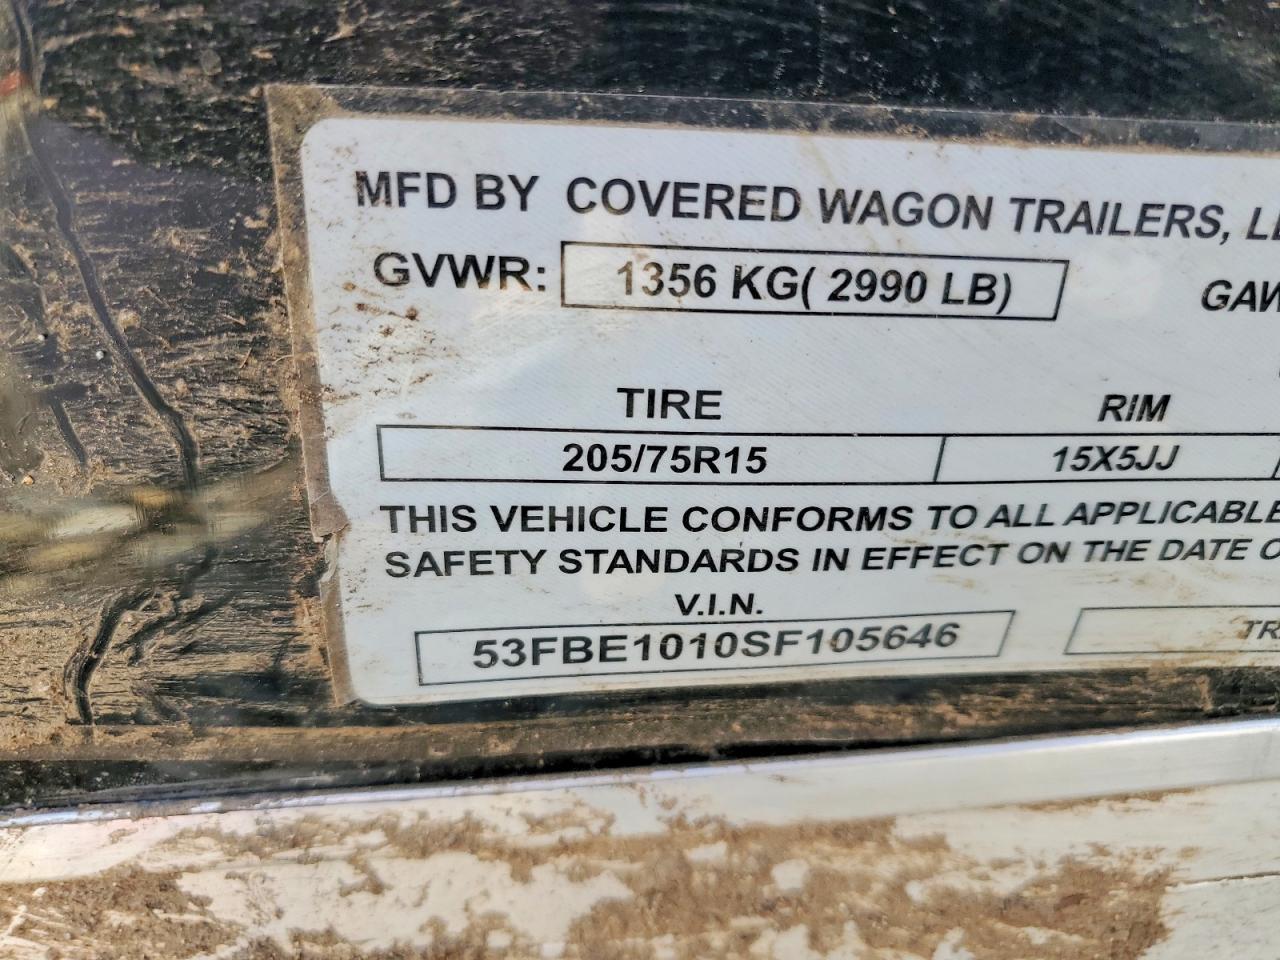 MFD BY COVERED WAGON TRAILERS,
GVWR: 1356 KG( 2990 LB)
TIRE RIM
205/75R15 15X5JJ
THIS VEHICLE CONFORMS TO ALL APPLICABLE
SAFETY STANDARDS IN EFFECT ON THE DATE
V.I.N.
53FBE1010SF105646